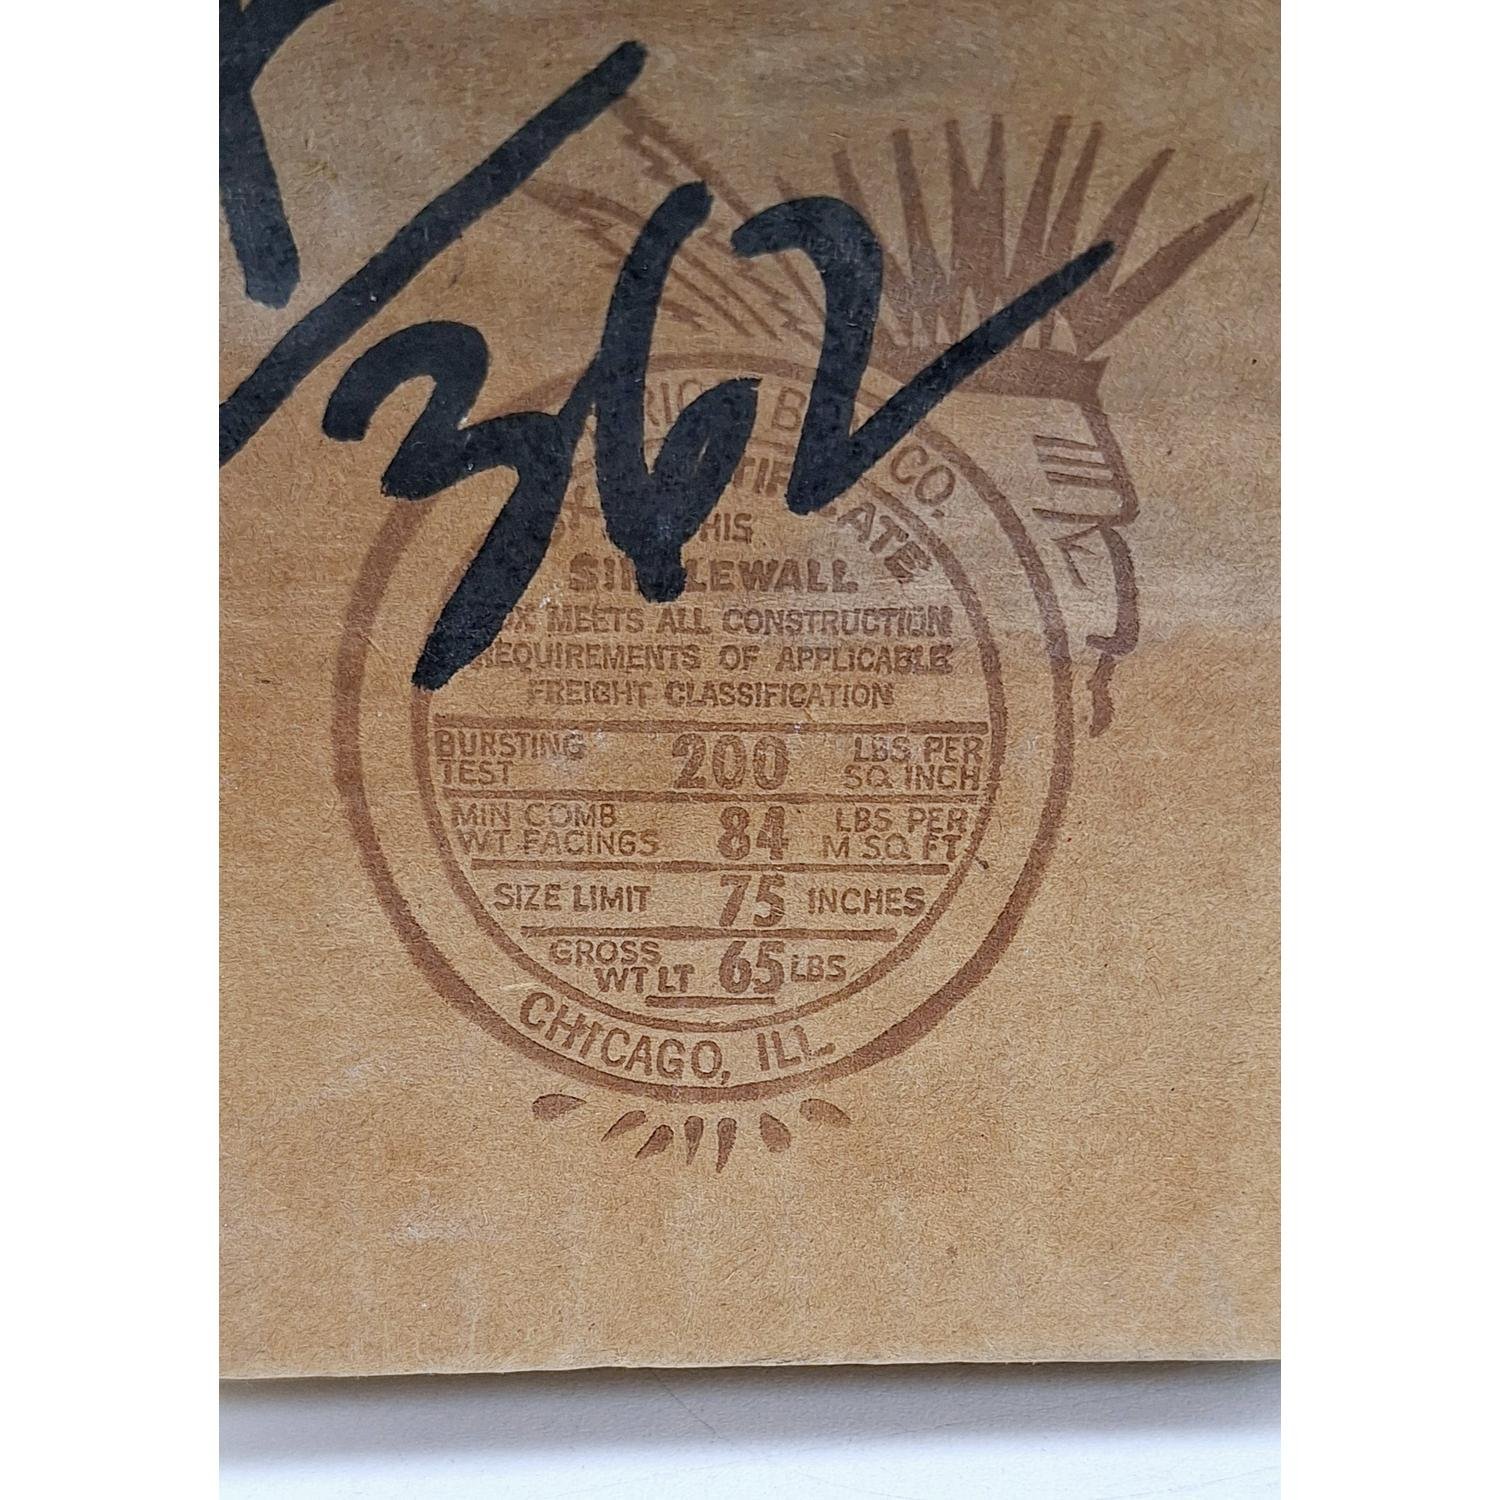 /362
CO.
THIS
SINGLEWALL
BOX MEETS ALL CONSTRUCTION
REQUIREMENTS OF APPLICABLE
FREIGHT CLASSIFICATION
BURSTING TEST 200 LBS PER SQ INCH
MIN COMB WT FACINGS 84 LBS PER M SQ FT
SIZE LIMIT 75 INCHES
GROSS WT LT 65 LBS
CHICAGO, ILL.